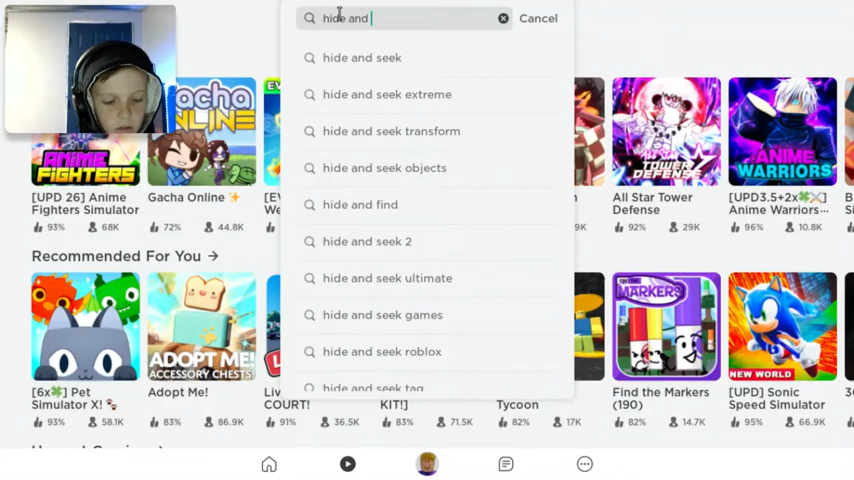 hide and
Cancel
hide and seek
hide and seek extreme
hide and seek transform
hide and seek objects
hide and find
hide and seek 2
hide and seek ultimate
hide and seek games
hide and seek roblox
hide and seek tag
acha
ONLINE
ANIME
FIGHTERS
TOWER
DEFENSE
ANIME
WARRIORS
[UPD 26] Anime
Fighters Simulator
93% 68K
Gacha Online
72% 44.8K
All Star Tower
Defense
92% 29K
[UPD3.5+2x
Anime Warriors...
96% 10.8K
Recommended For You →
ADOPT ME!
ACCESSORY CHESTS!
MARKERS
NEW WORLD
[6x🍀] Pet
Simulator X!
93% 58.1K
Adopt Me!
83% 86.9K
COURT!
91% 36.5K
KIT!]
83% 71.5K
Tycoon
82% 17K
Find the Markers
(190)
82% 14.7K
[UPD] Sonic
Speed Simulator
95% 66.9K